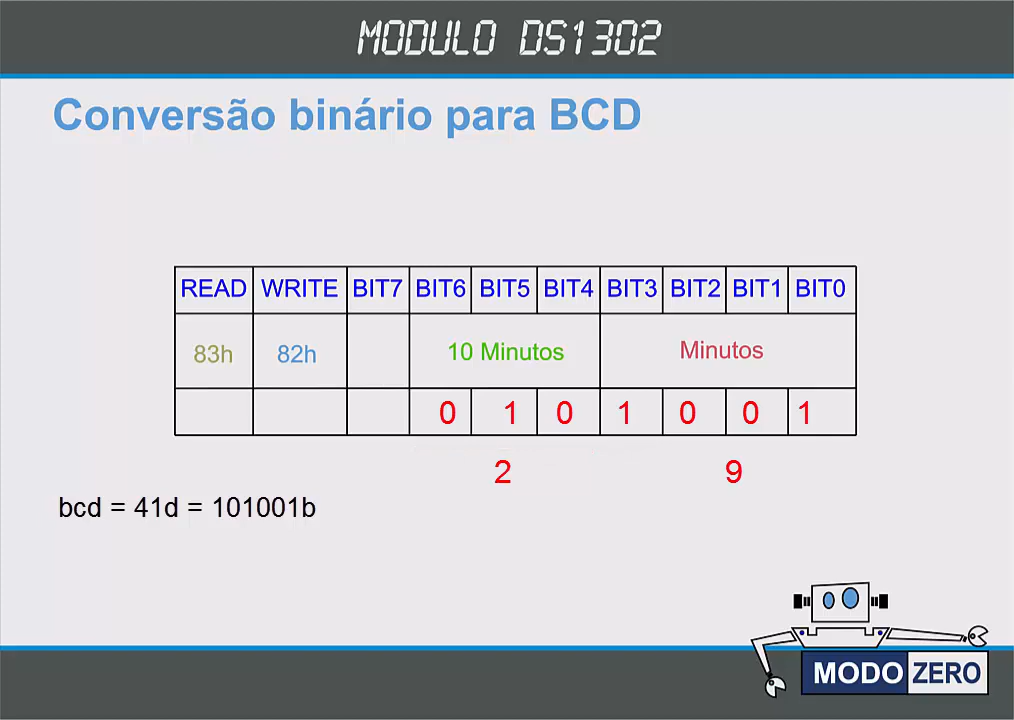 MODULO DS1302
Conversão binário para BCD
READ WRITE BIT7 BIT6 BIT5 BIT4 BIT3 BIT2 BIT1 BIT0
83h 82h 10 Minutos Minutos
0 1 0 1 0 0 1
2 9
bcd = 41d = 101001b
MODO ZERO